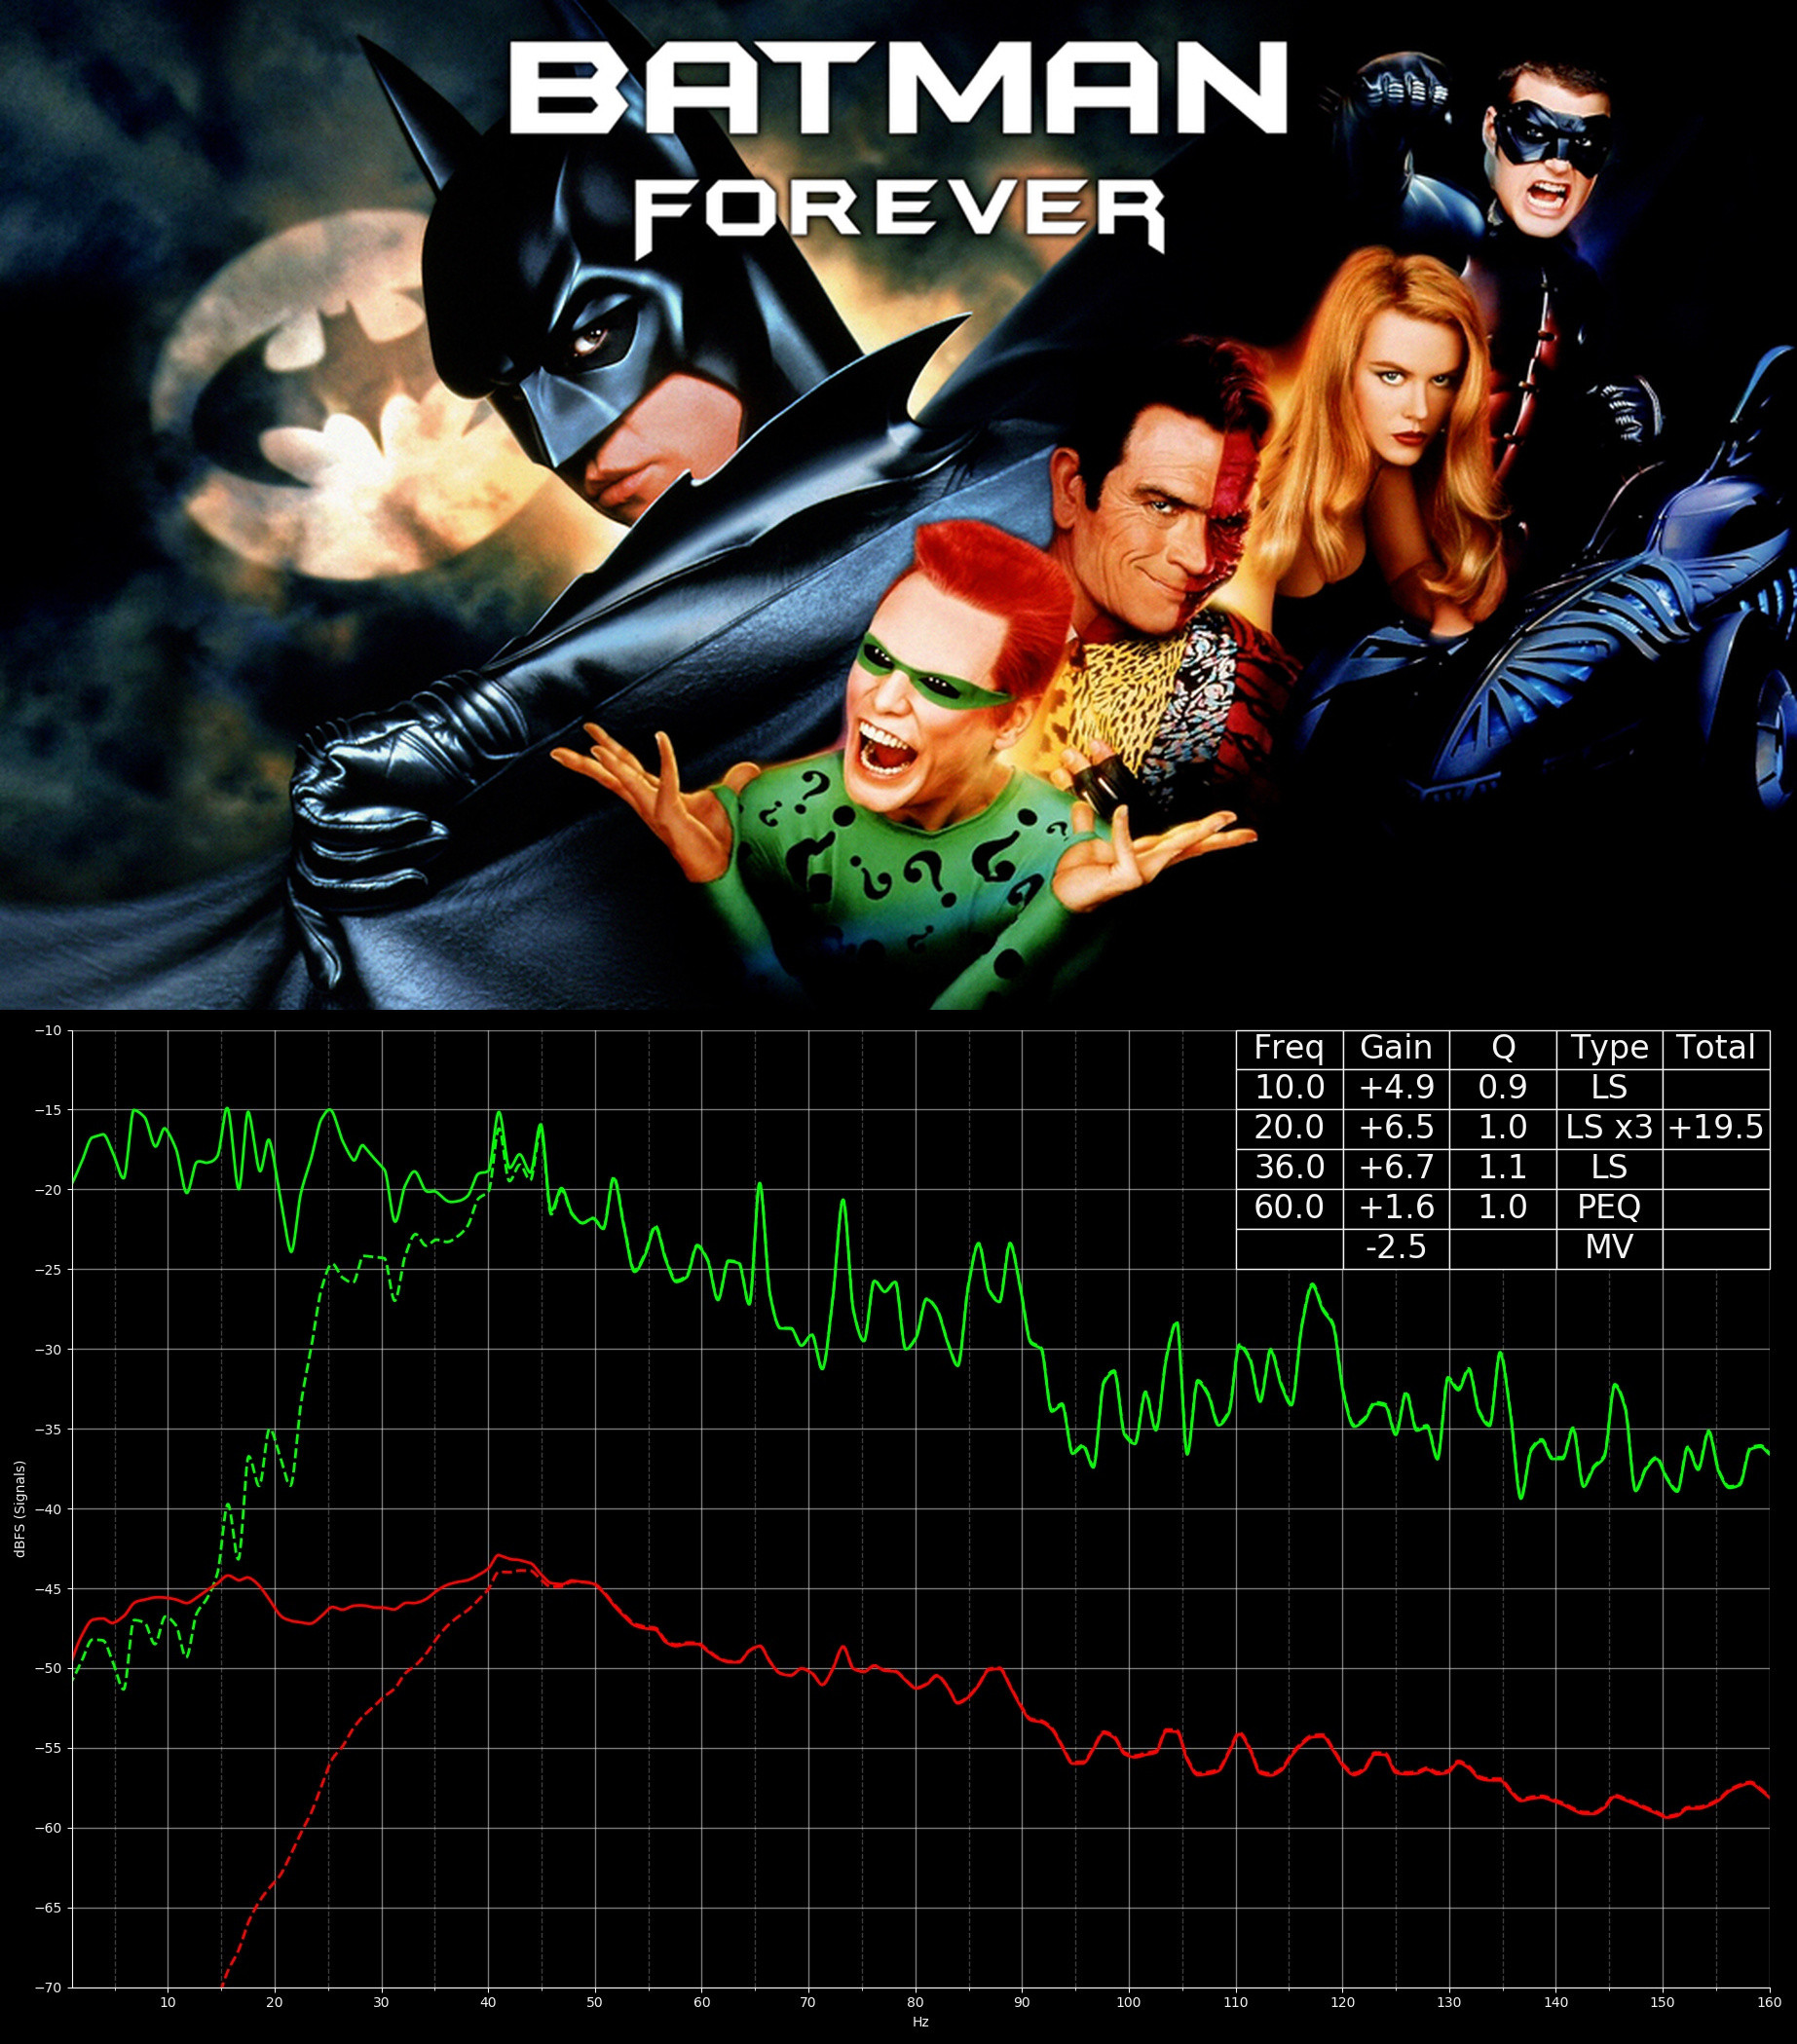 BATMAN
FOREVER
Freq Gain Q Type Total
10.0 +4.9 0.9 LS
20.0 +6.5 1.0 LS x3 +19.5
36.0 +6.7 1.1 LS
60.0 +1.6 1.0 PEQ
-2.5 MV
−10
−15
−20
−25
−30
−35
−40
−45
−50
−55
−60
−65
−70
dBFS (Signals)
10 20 30 40 50 60 70 80 90 100 110 120 130 140 150 160
Hz